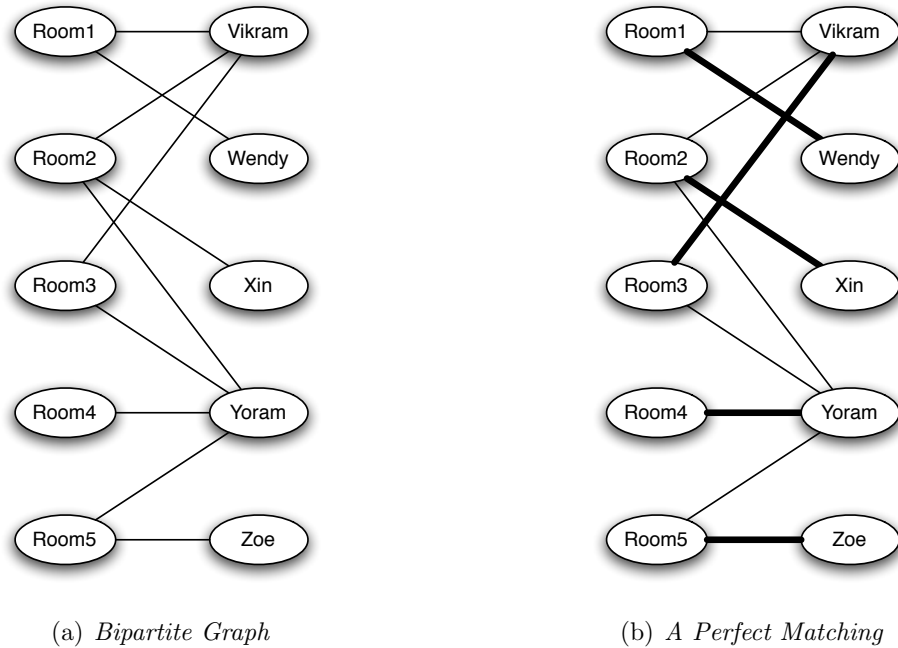 Room1 Vikram Room1 Vikram
Room2 Wendy Room2 Wendy
Room3 Xin Room3 Xin
Room4 Yoram Room4 Yoram
Room5 Zoe Room5 Zoe
(a) Bipartite Graph (b) A Perfect Matching